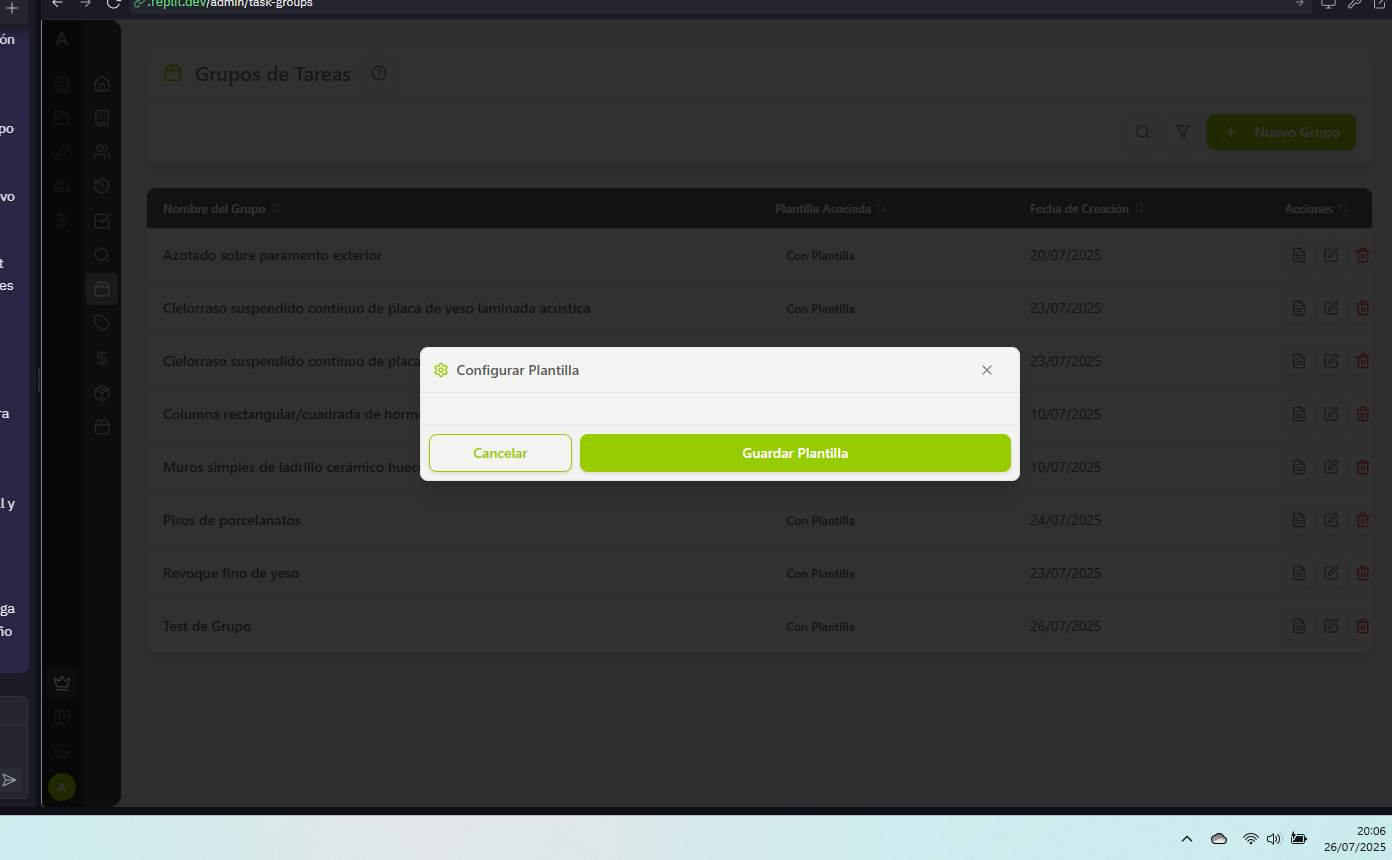 .replit.dev/admin/task-groups
ón
po
vo
t
es
ra
l y
ga
ño
A
Grupos de Tareas
Nuevo Grupo
Nombre del Grupo
Plantilla Asociada
Fecha de Creación
Acciones
Azotado sobre paramento exterior
Con Plantilla
20/07/2025
Cielorraso suspendido continuo de placa de yeso laminada acústica
Con Plantilla
23/07/2025
Cielorraso suspendido continuo de placa
23/07/2025
Columna rectangular/cuadrada de horm
10/07/2025
Muros simples de ladrillo cerámico huec
10/07/2025
Configurar Plantilla
Cancelar
Guardar Plantilla
Pisos de porcelanatos
Con Plantilla
24/07/2025
Revoque fino de yeso
Con Plantilla
23/07/2025
Test de Grupo
Con Plantilla
26/07/2025
A
20:06
26/07/2025